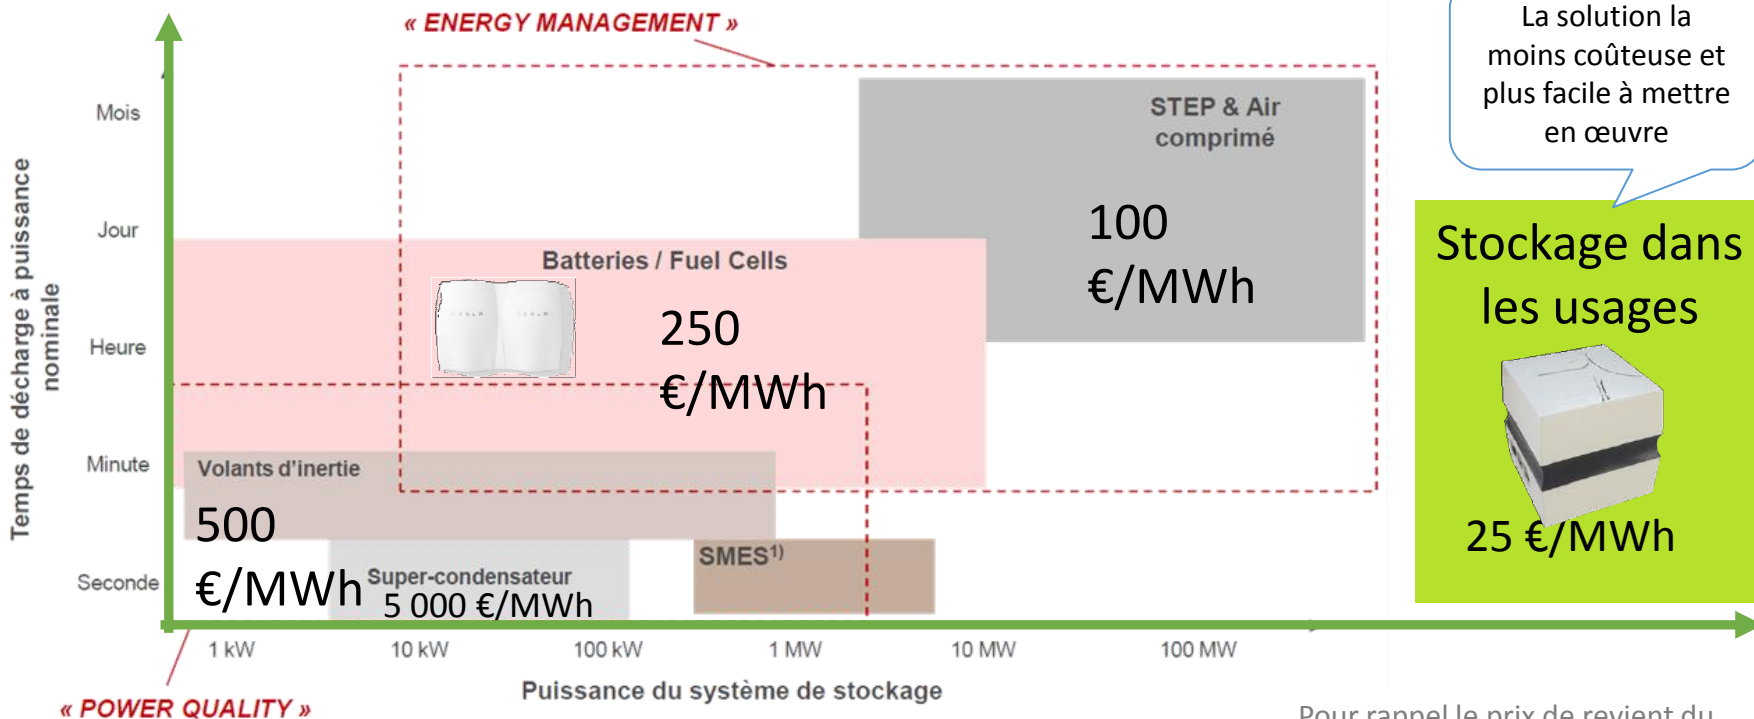 « ENERGY MANAGEMENT »
La solution la
moins coûteuse et
plus facile à mettre
en œuvre
Temps de décharge à puissance
nominale
Mois
Jour
Heure
Minute
Seconde
STEP & Air
comprimé
100
€/MWh
Batteries / Fuel Cells
TESLA TESLA
250
€/MWh
Stockage dans
les usages
25 €/MWh
Volants d'inertie
500
€/MWh
Super-condensateur
5 000 €/MWh
SMES¹⁾
1 kW
10 kW
100 kW
1 MW
10 MW
100 MW
Puissance du système de stockage
« POWER QUALITY »
Pour rappel le prix de revient du